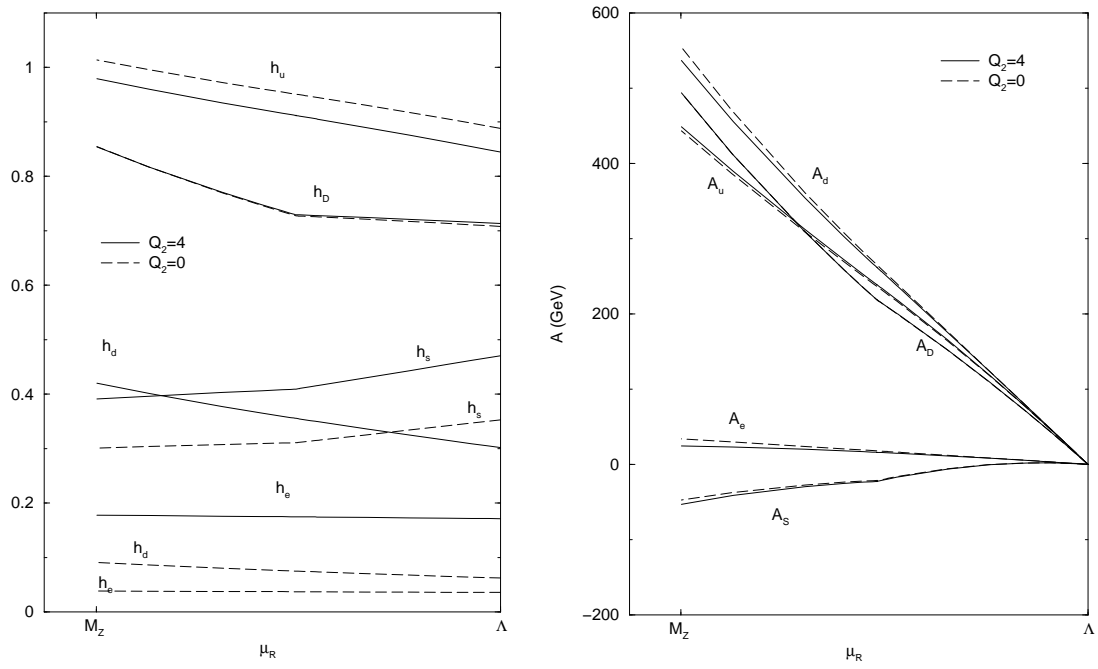 1
0.8
0.6
0.4
0.2
0
h_u
h_D
Q_2=4
Q_2=0
h_d
h_s
h_s
h_e
h_d
h_e
M_Z
Λ
μ_R
600
400
200
0
−200
A (GeV)
Q_2=4
Q_2=0
A_d
A_u
A_D
A_e
A_S
M_Z
Λ
μ_R